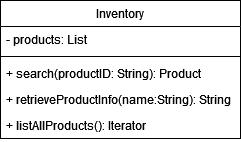 Inventory
- products: List
+ search(productID: String): Product
+ retrieveProductInfo(name:String): String
+ listAllProducts(): Iterator